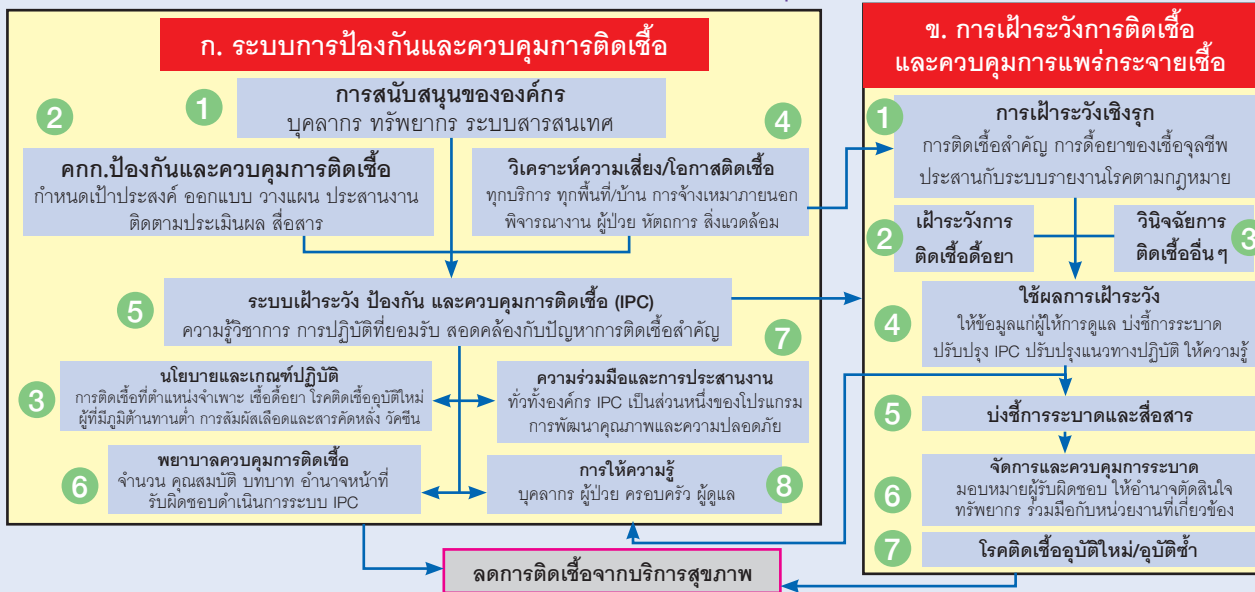 ก. ระบบการป้องกันและควบคุมการติดเชื้อ
1
การสนับสนุนขององค์กร
บุคลากร ทรัพยากร ระบบสารสนเทศ
2
คกก.ป้องกันและควบคุมการติดเชื้อ
กำหนดเป้าประสงค์ ออกแบบ วางแผน ประสานงาน
ติดตามประเมินผล สื่อสาร
4
วิเคราะห์ความเสี่ยง/โอกาสติดเชื้อ
ทุกบริการ ทุกพื้นที่/บ้าน การจ้างเหมาภายนอก
พิจารณางาน ผู้ป่วย หัตถการ สิ่งแวดล้อม
5
ระบบเฝ้าระวัง ป้องกัน และควบคุมการติดเชื้อ (IPC)
ความรู้วิชาการ การปฏิบัติที่ยอมรับ สอดคล้องกับปัญหาการติดเชื้อสำคัญ
3
นโยบายและเกณฑ์ปฏิบัติ
การติดเชื้อที่ตำแหน่งจำเพาะ เชื้อดื้อยา โรคติดเชื้ออุบัติใหม่
ผู้ที่มีภูมิต้านทานต่ำ การสัมผัสเลือดและสารคัดหลั่ง วัคซีน
7
ความร่วมมือและการประสานงาน
ทั่วทั้งองค์กร IPC เป็นส่วนหนึ่งของโปรแกรม
การพัฒนาคุณภาพและความปลอดภัย
6
พยาบาลควบคุมการติดเชื้อ
จำนวน คุณสมบัติ บทบาท อำนาจหน้าที่
รับผิดชอบดำเนินการระบบ IPC
8
การให้ความรู้
บุคลากร ผู้ป่วย ครอบครัว ผู้ดูแล
ข. การเฝ้าระวังการติดเชื้อ
และควบคุมการแพร่กระจายเชื้อ
1
การเฝ้าระวังเชิงรุก
การติดเชื้อสำคัญ การดื้อยาของเชื้อจุลชีพ
ประสานกับระบบรายงานโรคตามกฎหมาย
2
เฝ้าระวังการ
ติดเชื้อดื้อยา
วินิจฉัยการ
ติดเชื้ออื่นๆ
3
4
ใช้ผลการเฝ้าระวัง
ให้ข้อมูลแก่ผู้ให้การดูแล บ่งชี้การระบาด
ปรับปรุง IPC ปรับปรุงแนวทางปฏิบัติ ให้ความรู้
5
บ่งชี้การระบาดและสื่อสาร
6
จัดการและควบคุมการระบาด
มอบหมายผู้รับผิดชอบ ให้อำนาจตัดสินใจ
ทรัพยากร ร่วมมือกับหน่วยงานที่เกี่ยวข้อง
7
โรคติดเชื้ออุบัติใหม่/อุบัติซ้ำ
ลดการติดเชื้อจากบริการสุขภาพ